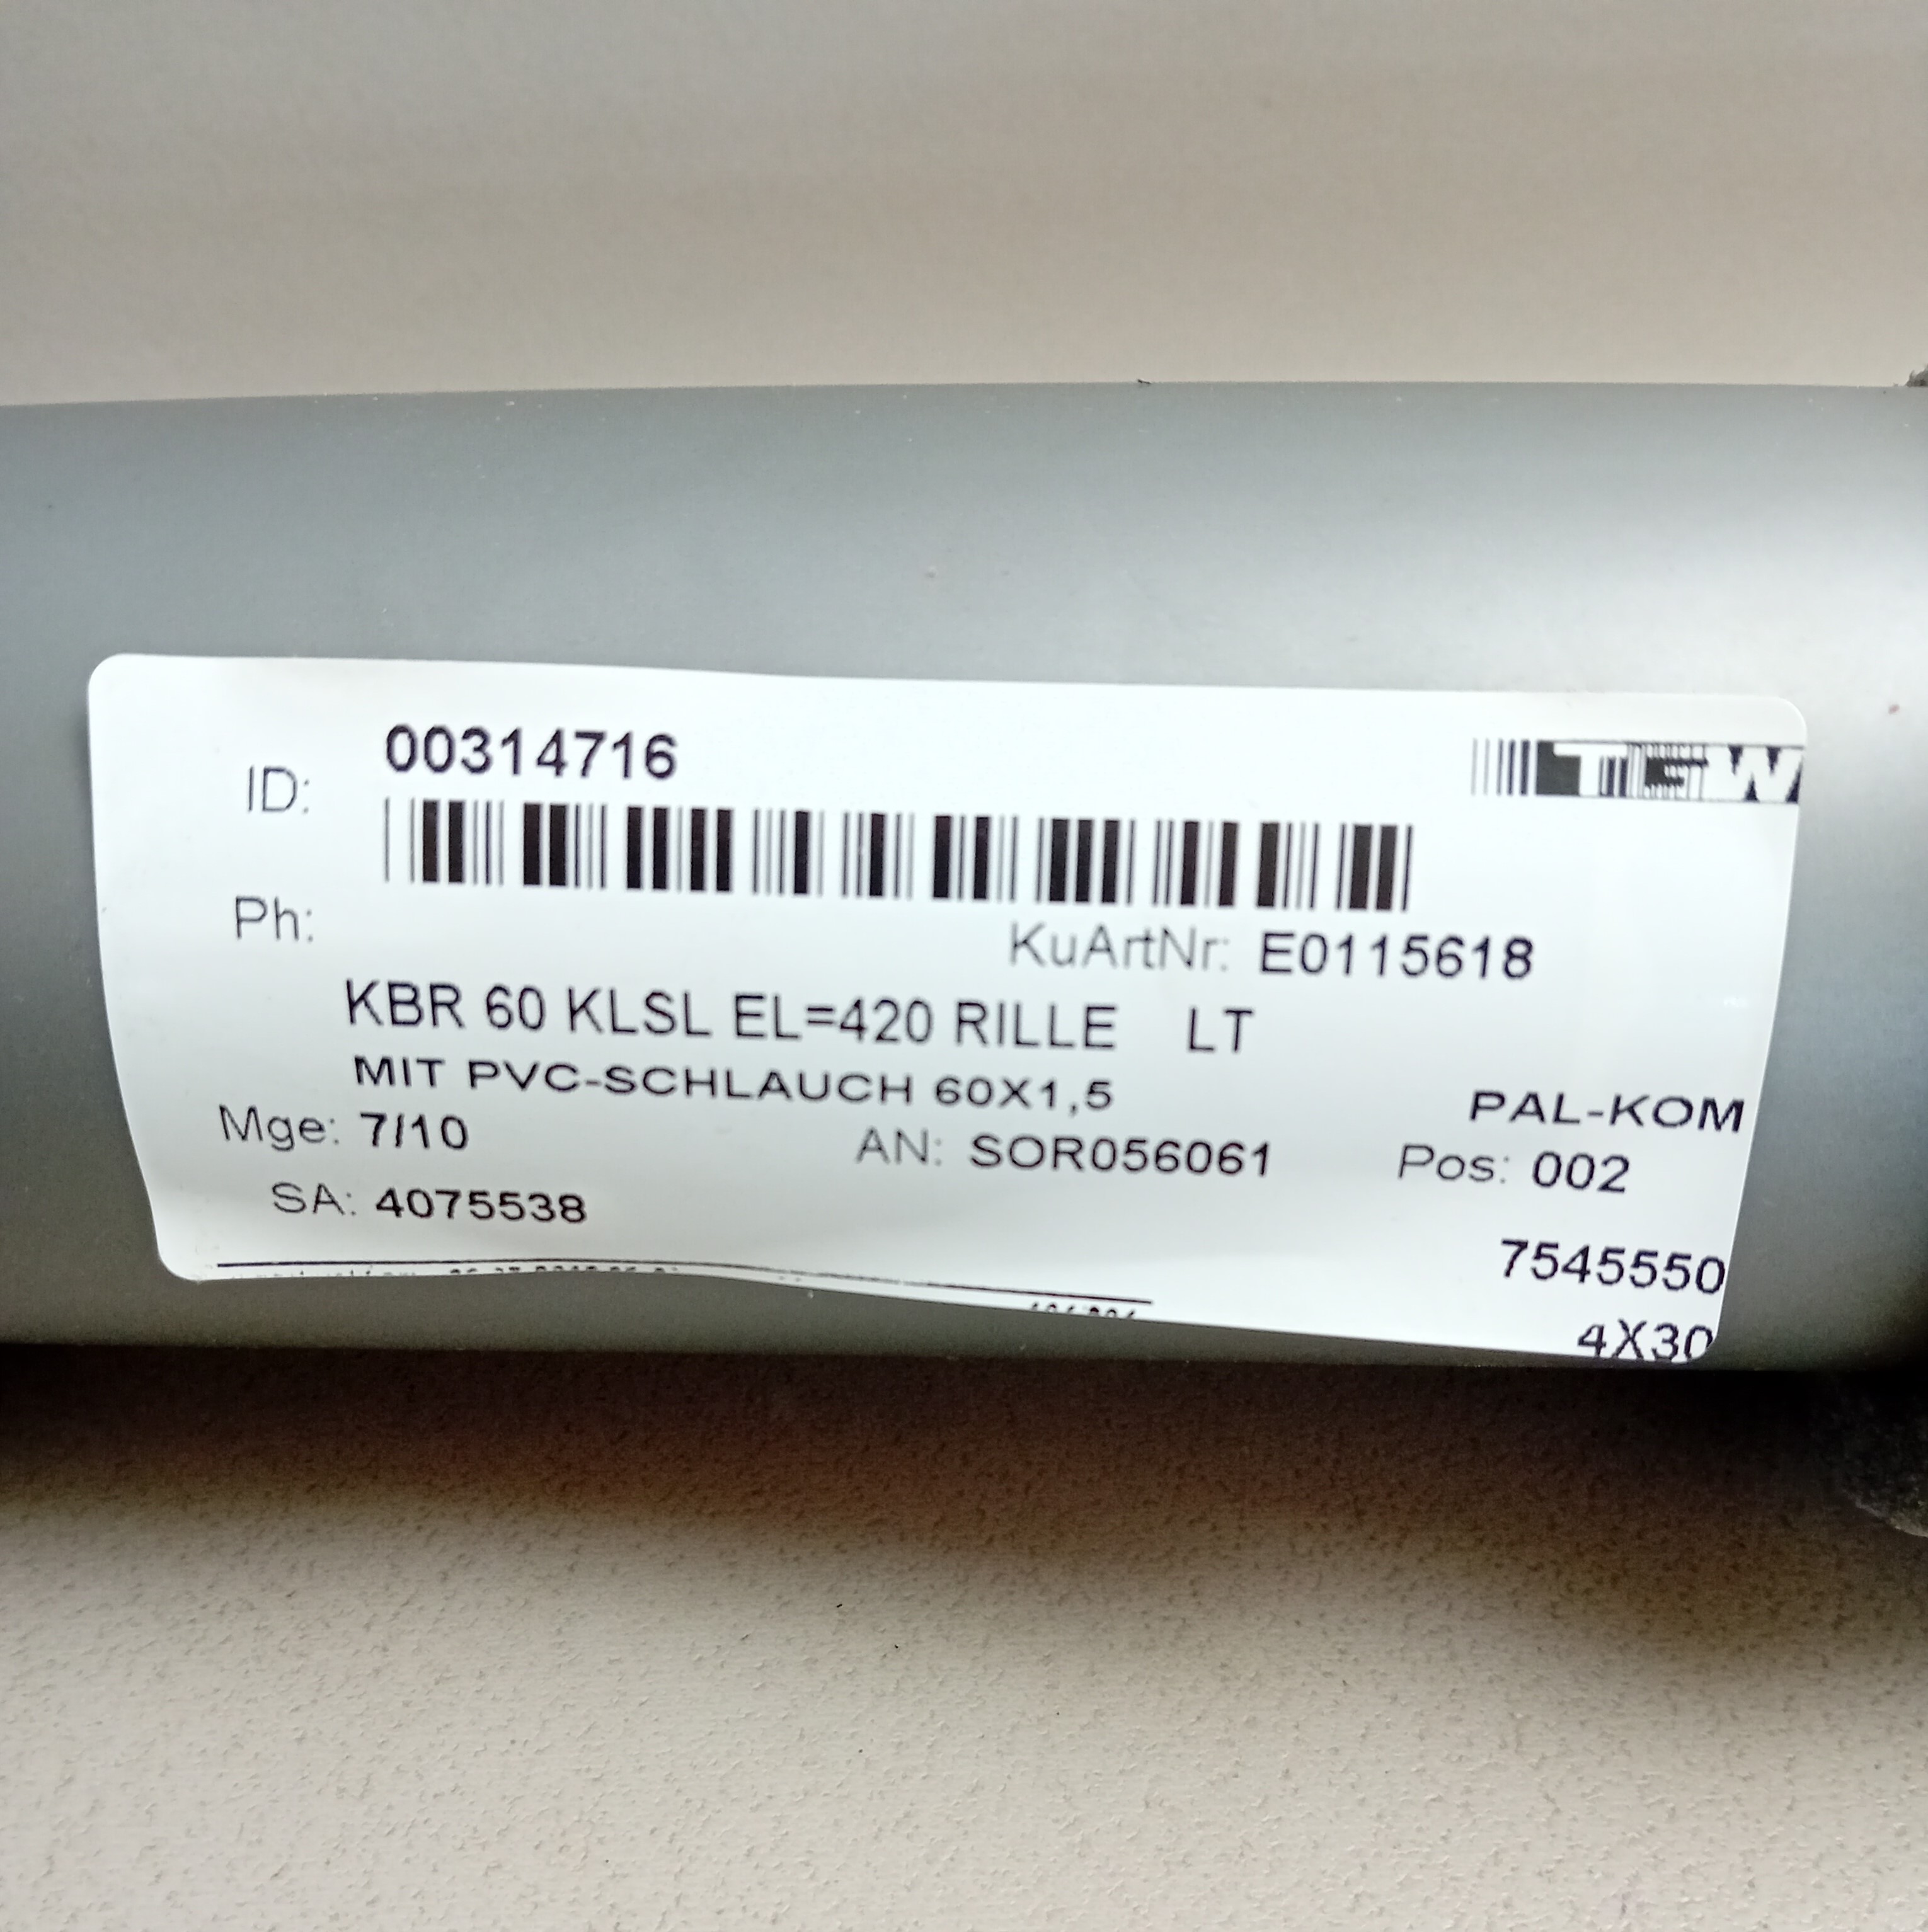 00314716
TGW
ID:
Ph:
KuArtNr: E0115618
KBR 60 KLSL EL=420 RILLE LT
MIT PVC-SCHLAUCH 60X1,5
PAL-KOM
Mge: 7/10 AN: SOR056061 Pos: 002
SA: 4075538
7545550
4X30